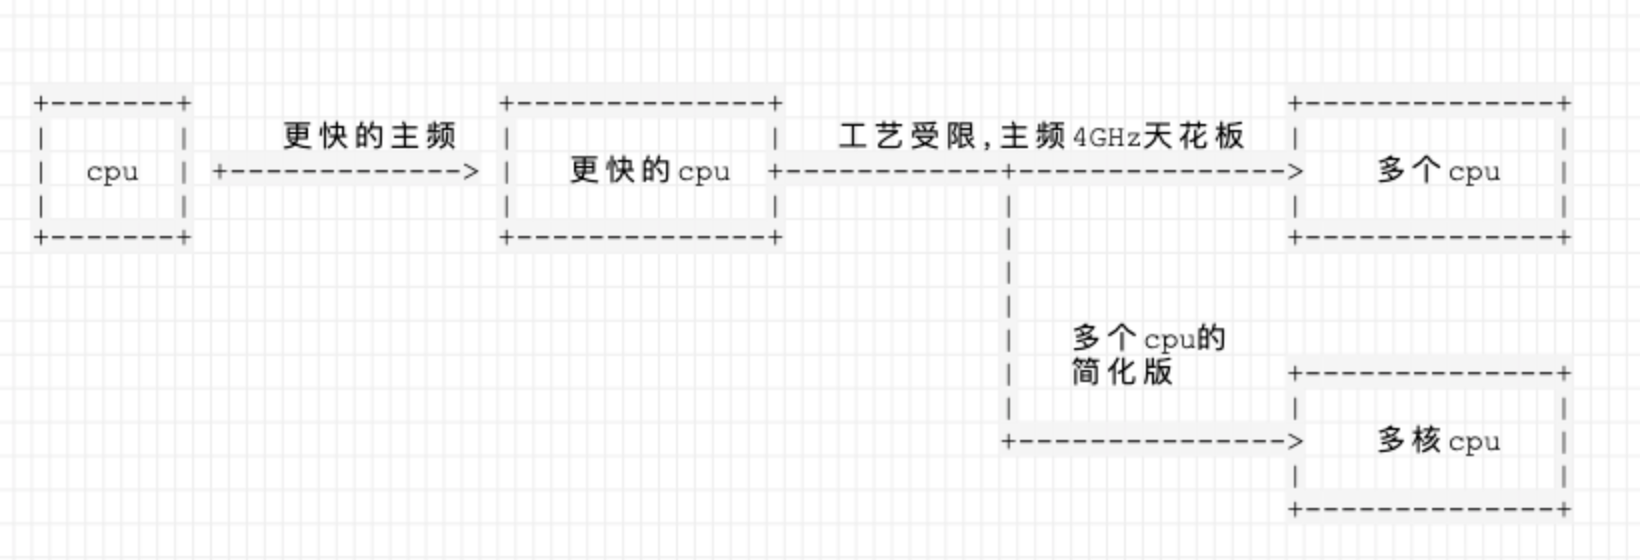 更快的主频
工艺受限,主频4GHz天花板
cpu
更快的cpu
多个cpu
多个cpu的
简化版
多核cpu